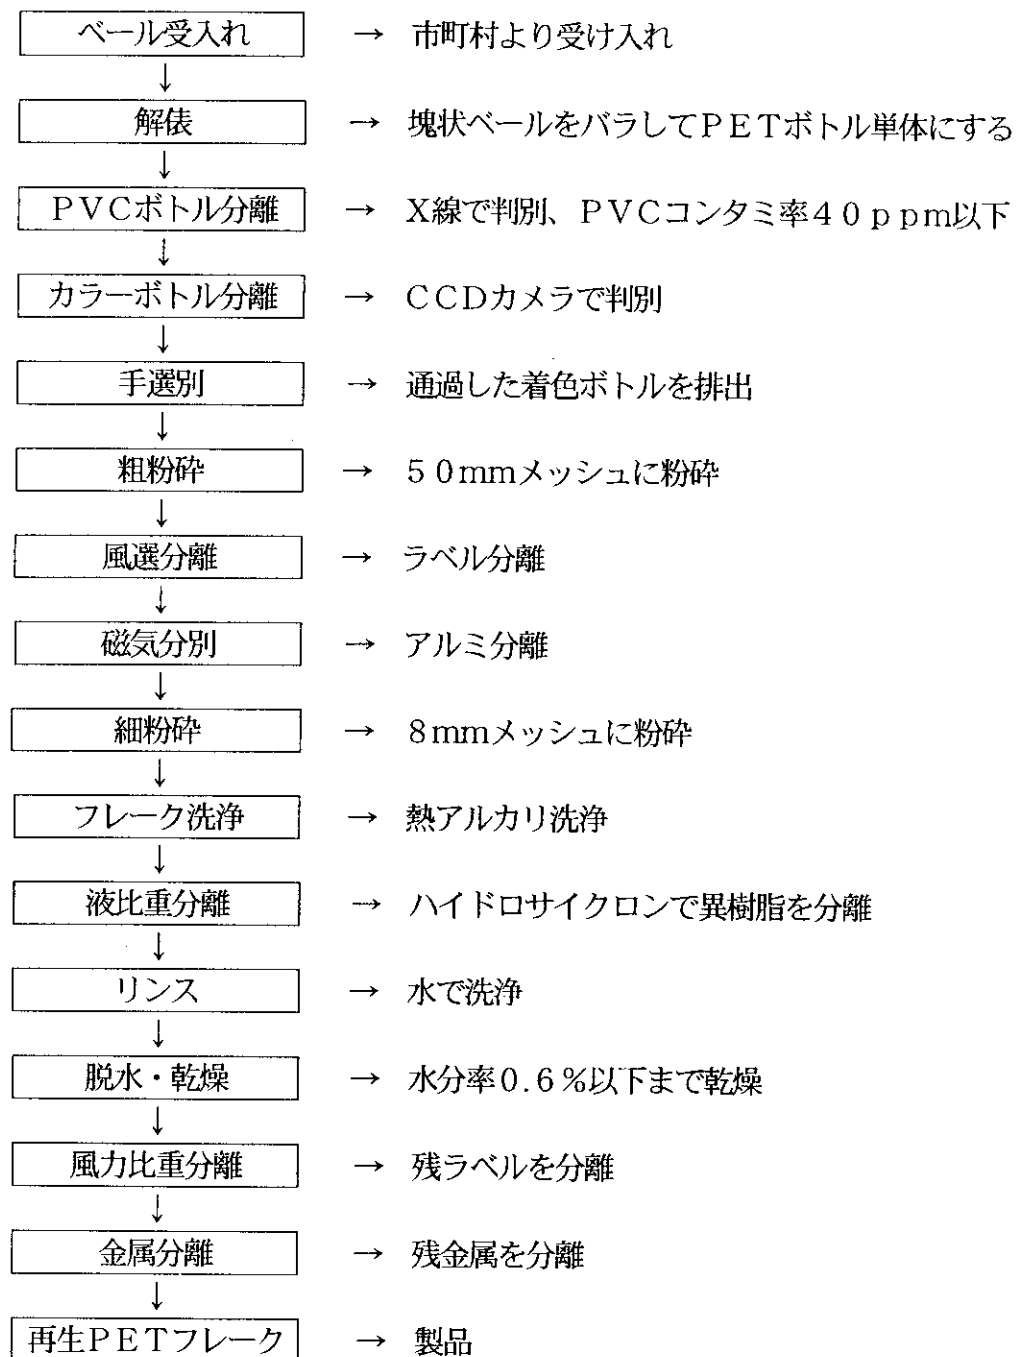 ベール受入れ → 市町村より受け入れ
↓
解俵 → 塊状ベールをバラしてＰＥＴボトル単体にする
↓
ＰＶＣボトル分離 → X線で判別、ＰＶＣコンタミ率４０ｐｐｍ以下
↓
カラーボトル分離 → ＣＣＤカメラで判別
↓
手選別 → 通過した着色ボトルを排出
↓
粗粉砕 → ５０mmメッシュに粉砕
↓
風選分離 → ラベル分離
↓
磁気分別 → アルミ分離
↓
細粉砕 → ８mmメッシュに粉砕
↓
フレーク洗浄 → 熱アルカリ洗浄
↓
液比重分離 → ハイドロサイクロンで異樹脂を分離
↓
リンス → 水で洗浄
↓
脱水・乾燥 → 水分率０.６％以下まで乾燥
↓
風力比重分離 → 残ラベルを分離
↓
金属分離 → 残金属を分離
↓
再生ＰＥＴフレーク → 製品